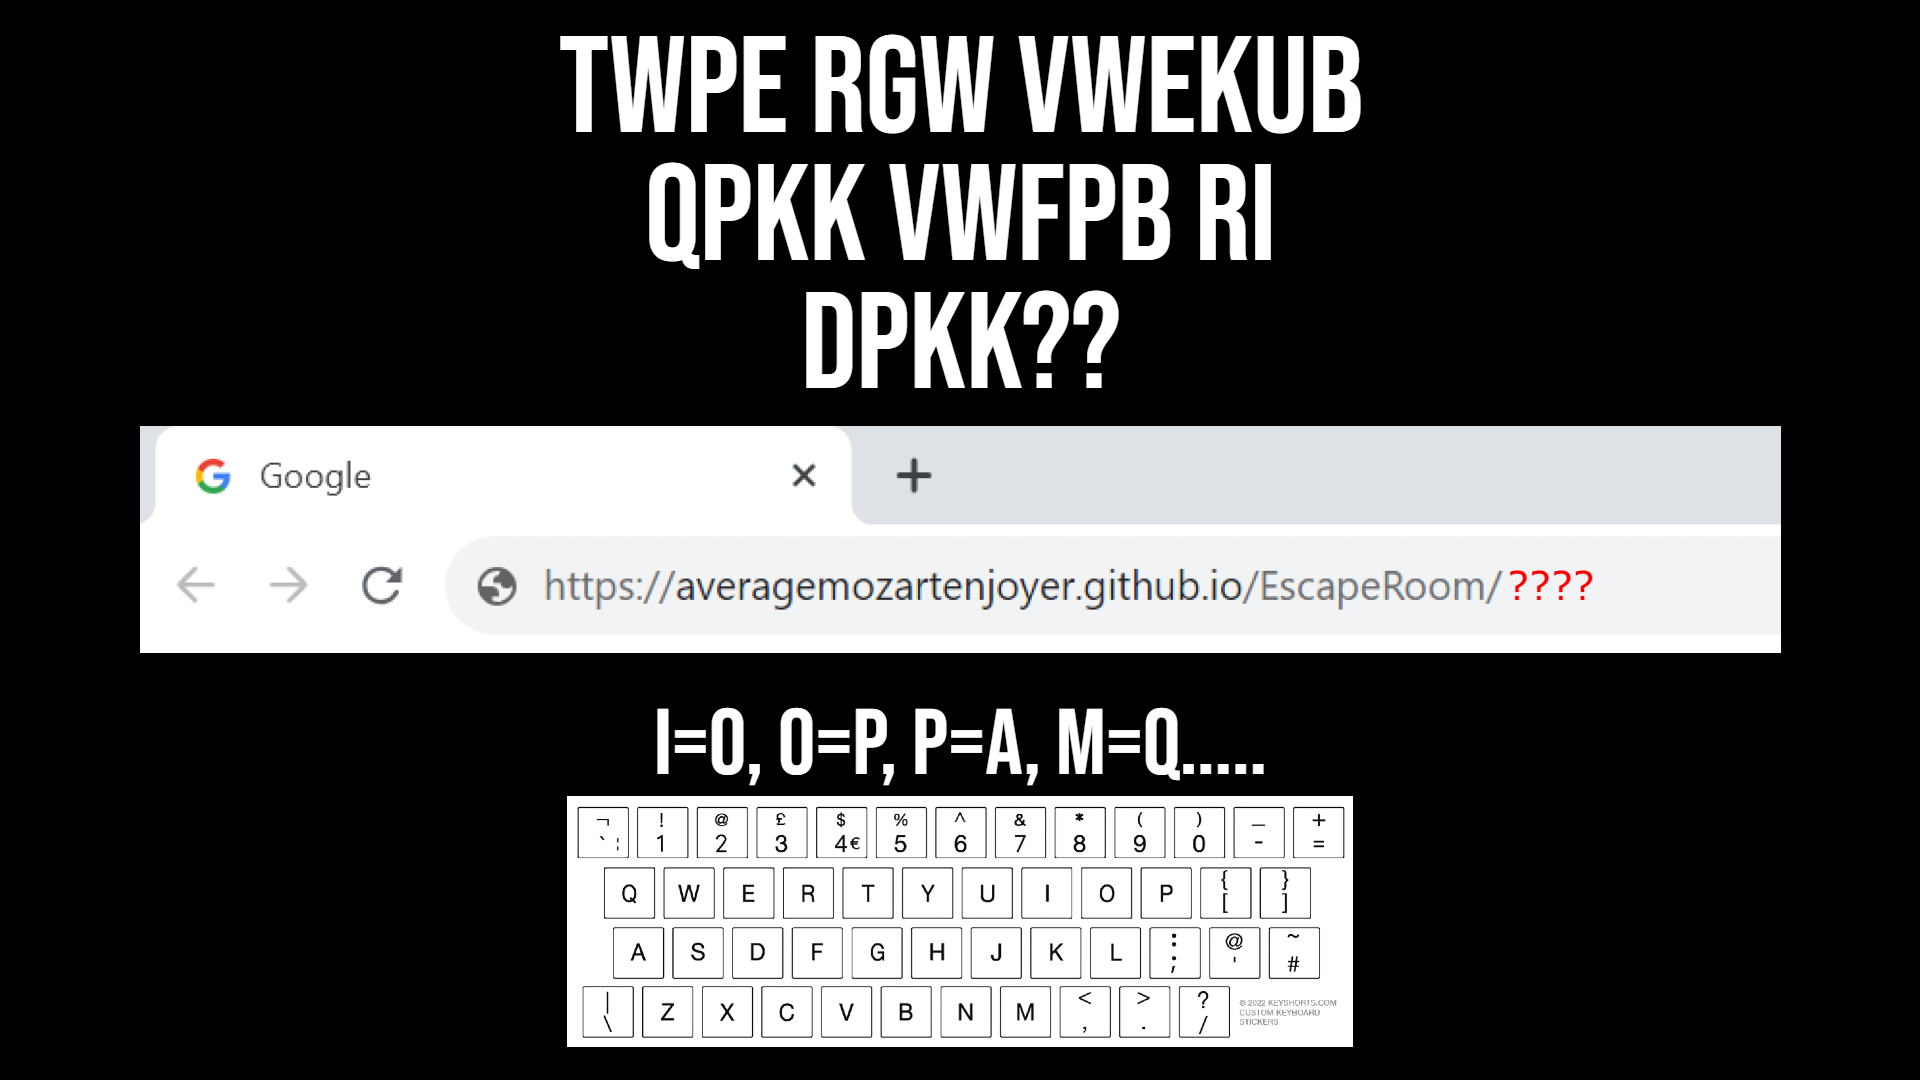 TWPE RGW VWEKUB
QPKK VWFPB RI
DPKK??
Google
https://averagemozartenjoyer.github.io/EscapeRoom/????
I=O, O=P, P=A, M=Q.....
¬ ! @ £ $ % ^ & * ( ) _ +
` ¦ 1 2 3 4€ 5 6 7 8 9 0 - =
Q W E R T Y U I O P { [ } ]
A S D F G H J K L : ; @ ' ~ #
| \ Z X C V B N M < , > . ? /
© 2022 KEYSHORTS.COM
CUSTOM KEYBOARD
STICKERS